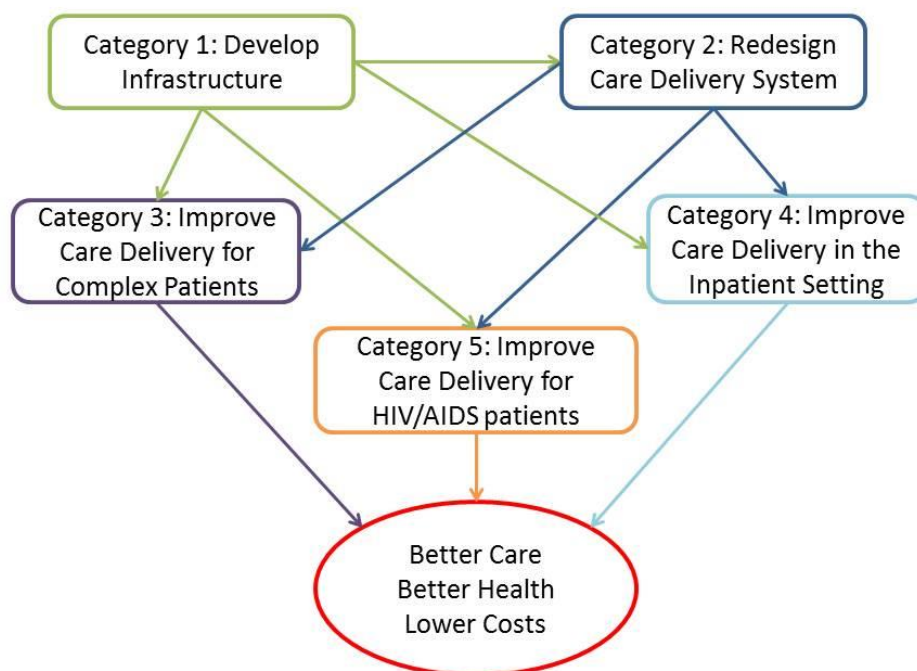 Category 1: Develop
Infrastructure
Category 2: Redesign
Care Delivery System
Category 3: Improve
Care Delivery for
Complex Patients
Category 4: Improve
Care Delivery in the
Inpatient Setting
Category 5: Improve
Care Delivery for
HIV/AIDS patients
Better Care
Better Health
Lower Costs